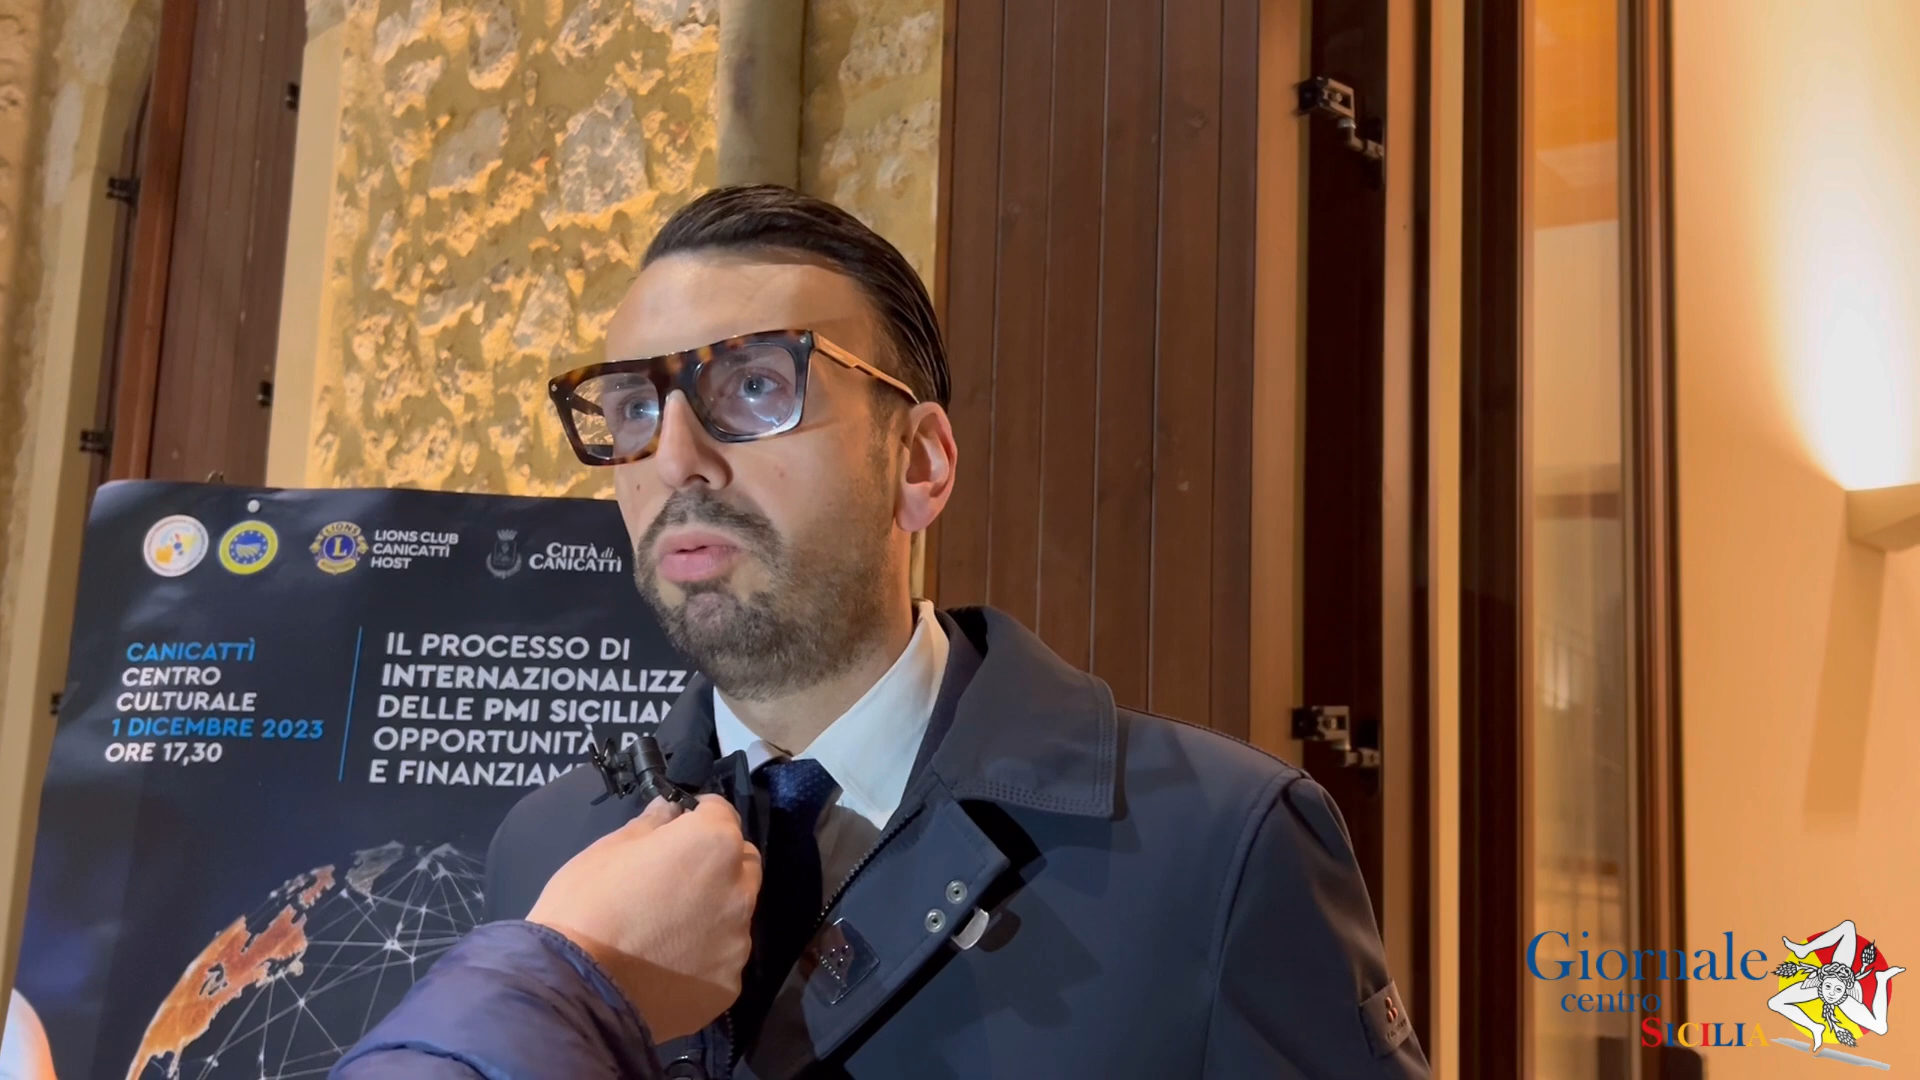 LIONS
L
LIONS CLUB
CANICATTÌ
HOST
CITTÀ di
CANICATTÌ
CANICATTÌ
CENTRO
CULTURALE
1 DICEMBRE 2023
ORE 17,30
IL PROCESSO DI
INTERNAZIONALIZZ
DELLE PMI SICILIAN
OPPORTUNITÀ
E FINANZIAM
Giornale
centro
SICILIA